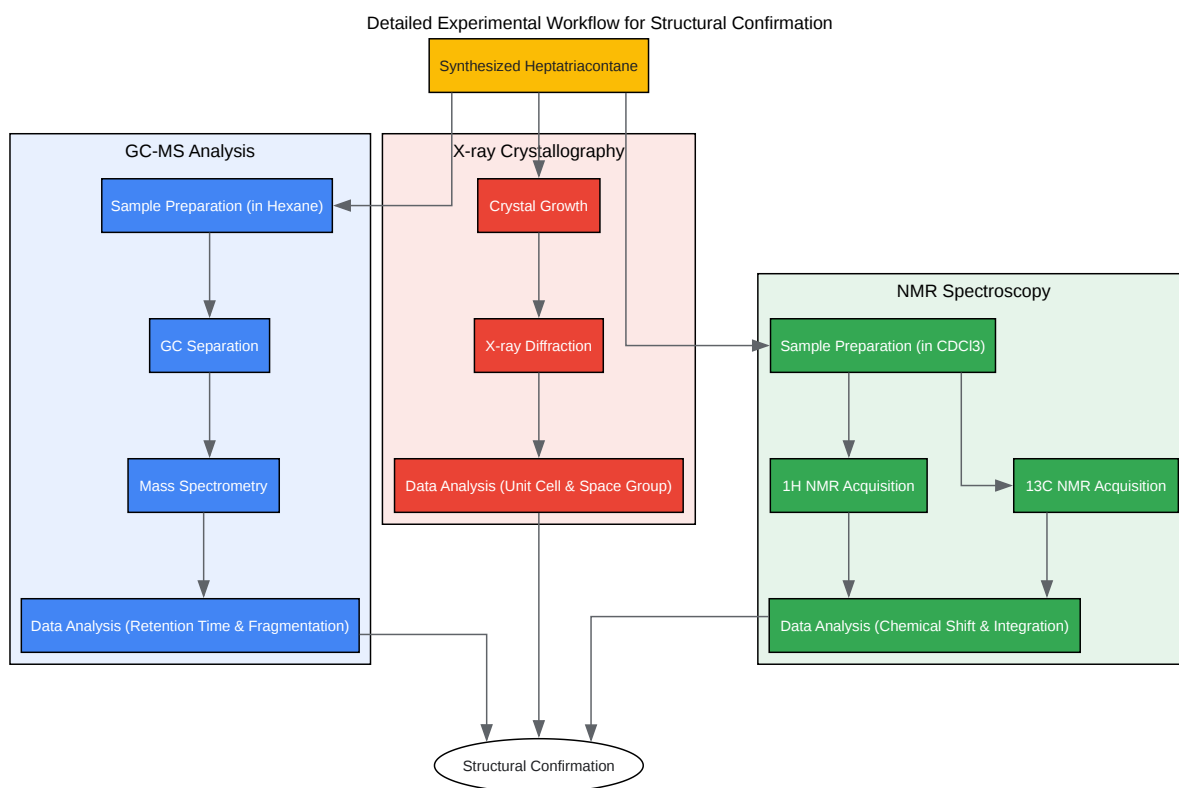 Detailed Experimental Workflow for Structural Confirmation
Synthesized Heptatriacontane
GC-MS Analysis
Sample Preparation (in Hexane)
GC Separation
Mass Spectrometry
Data Analysis (Retention Time & Fragmentation)
X-ray Crystallography
Crystal Growth
X-ray Diffraction
Data Analysis (Unit Cell & Space Group)
NMR Spectroscopy
Sample Preparation (in CDCl3)
1H NMR Acquisition
13C NMR Acquisition
Data Analysis (Chemical Shift & Integration)
Structural Confirmation